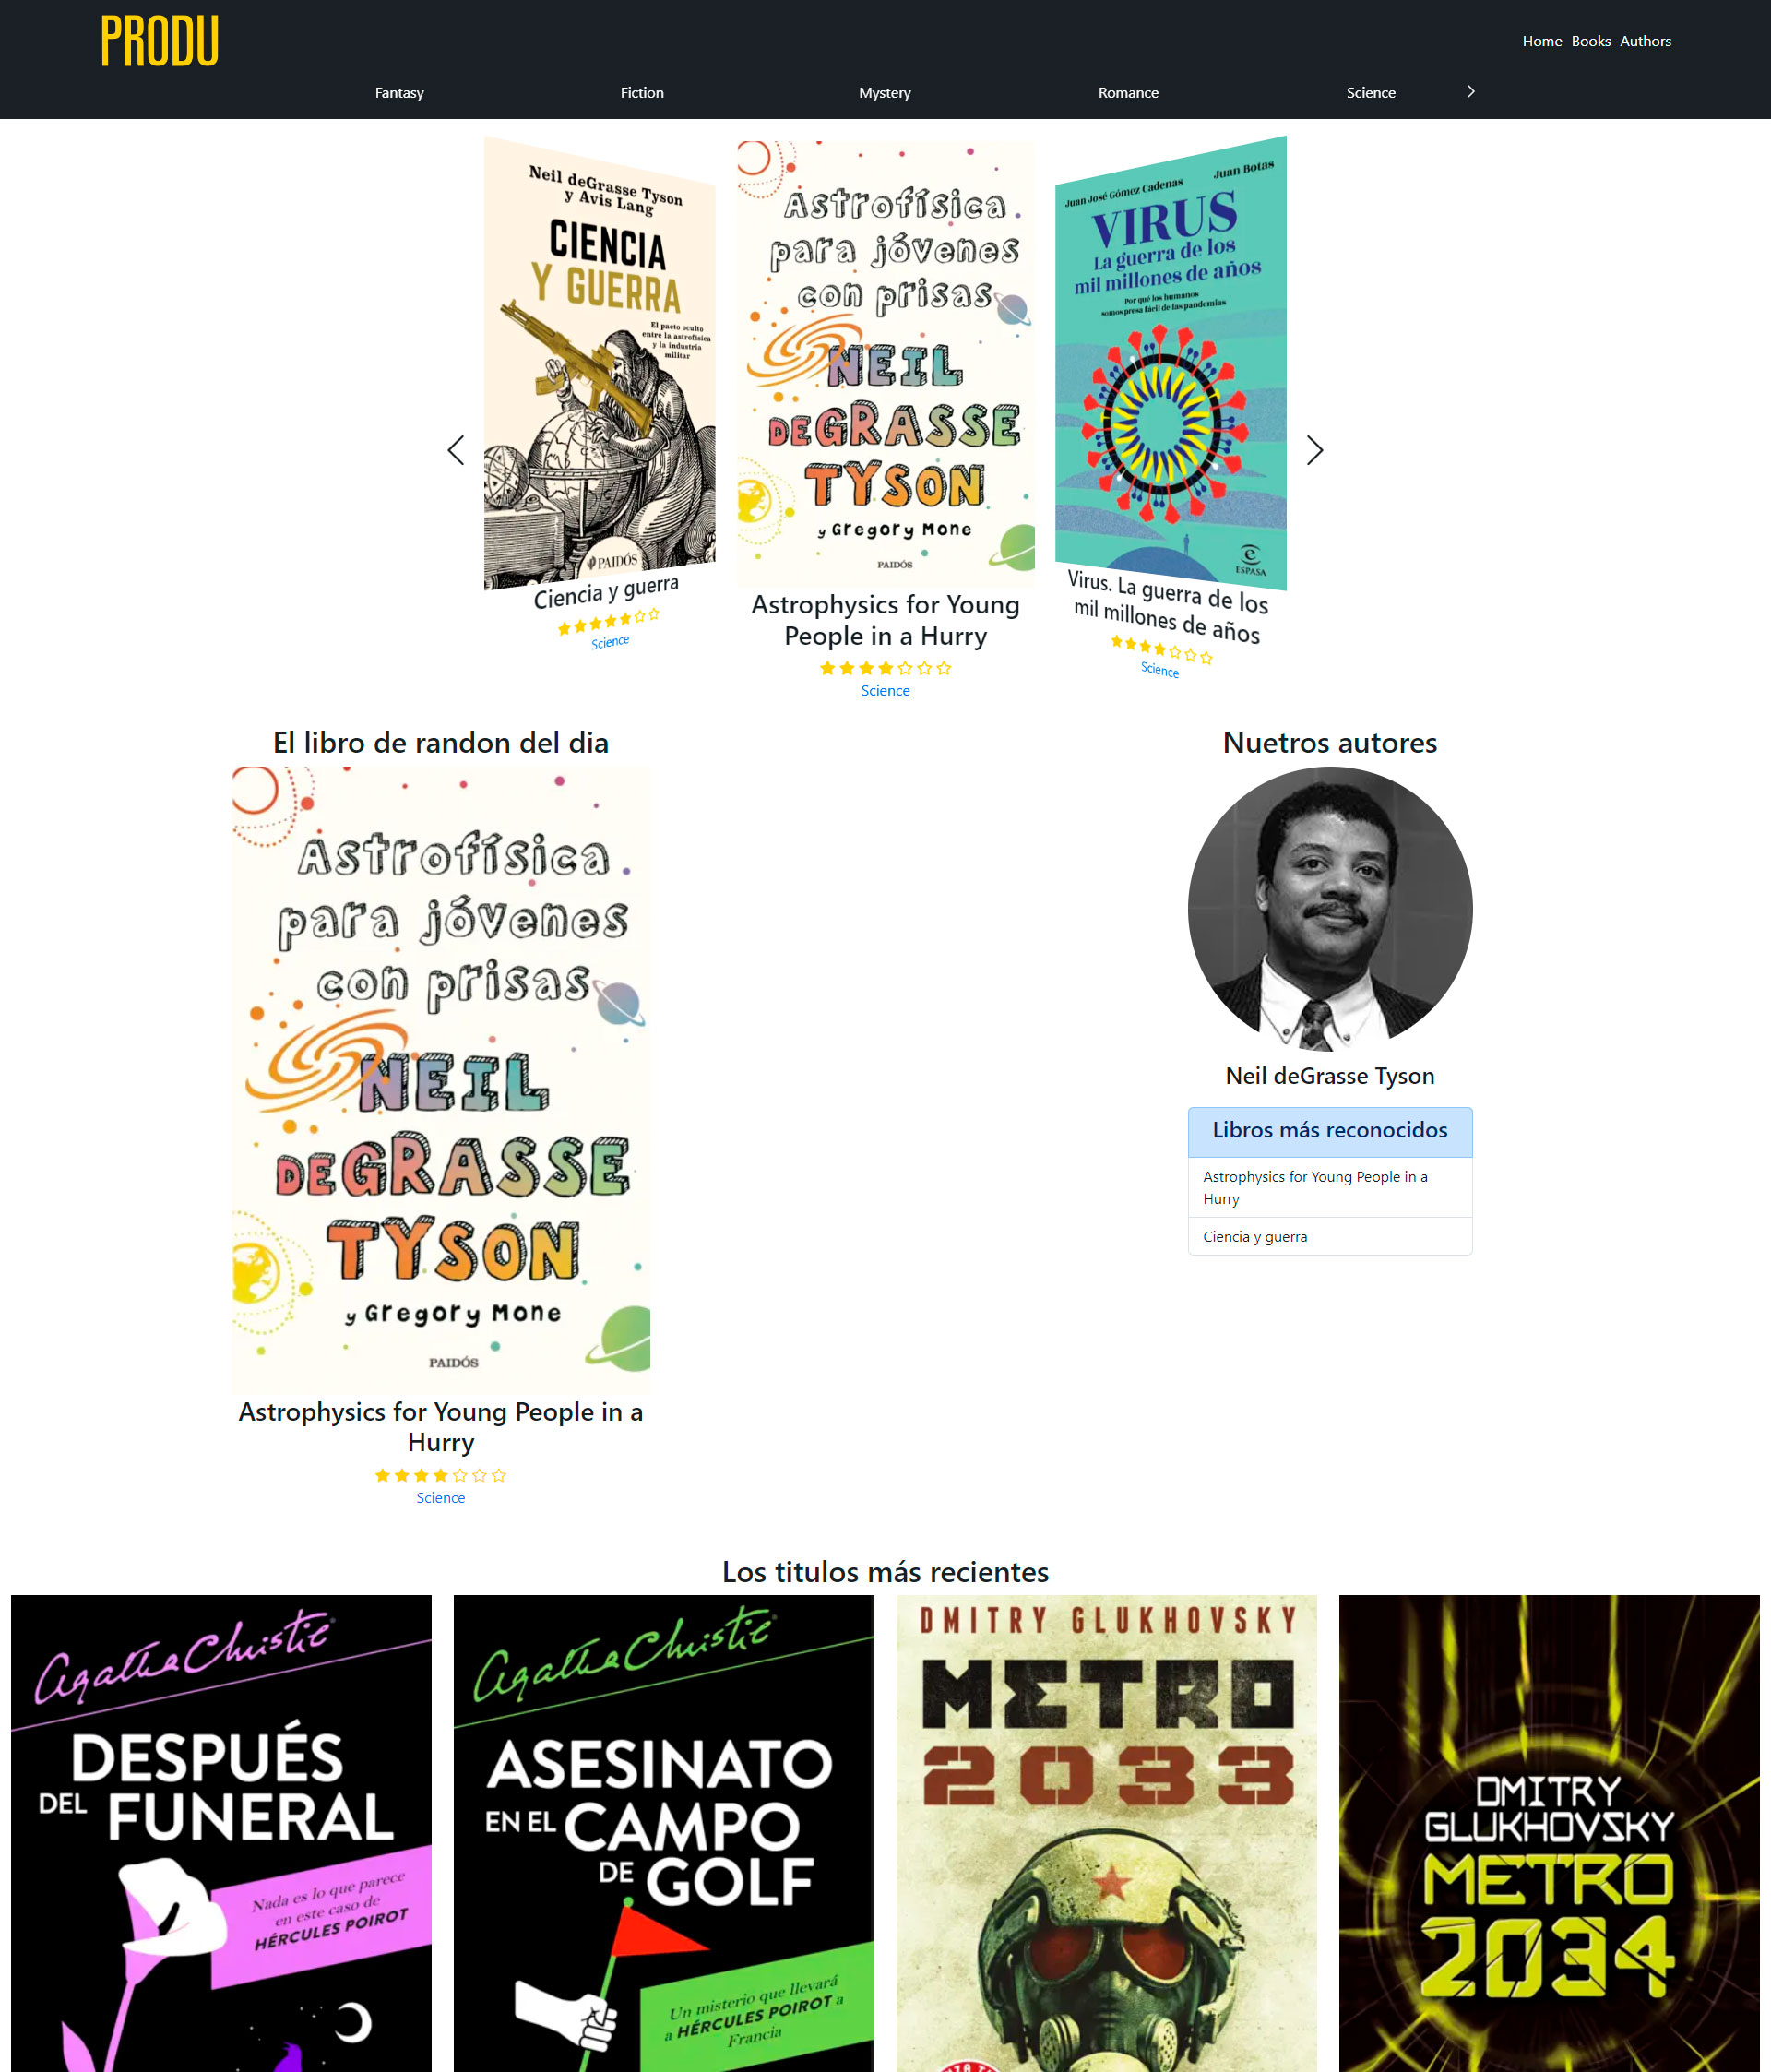 PRODU
Home Books Authors
Fantasy Fiction Mystery Romance Science
Neil deGrasse Tyson
y Avis Lang
CIENCIA
Y GUERRA
El pacto oculto
entre la astrofísica
y la industria
militar
PAIDÓS
Ciencia y guerra
Science
Astrofísica
para jóvenes
con prisas
NEIL
DEGRASSE
TYSON
y Gregory Mone
PAIDÓS
Astrophysics for Young
People in a Hurry
Science
Juan José Gómez Cadenas Juan Botas
VIRUS
La guerra de los
mil millones de años
Por qué los humanos
somos presa fácil de las pandemias
ESPASA
Virus. La guerra de los
mil millones de años
Science
El libro de randon del dia
Astrofísica
para jóvenes
con prisas
NEIL
DEGRASSE
TYSON
y Gregory Mone
PAIDÓS
Astrophysics for Young People in a
Hurry
Science
Nuetros autores
Neil deGrasse Tyson
Libros más reconocidos
Astrophysics for Young People in a
Hurry
Ciencia y guerra
Los titulos más recientes
Agatha Christie
DESPUÉS
DEL FUNERAL
Nada es lo que parece
en este caso de
HÉRCULES POIROT
Agatha Christie
ASESINATO
EN EL CAMPO
DE GOLF
Un misterio que llevará
a HÉRCULES POIROT a
Francia
DMITRY GLUKHOVSKY
METRO
2033
DMITRY
GLUKHOVSKY
METRO
2034